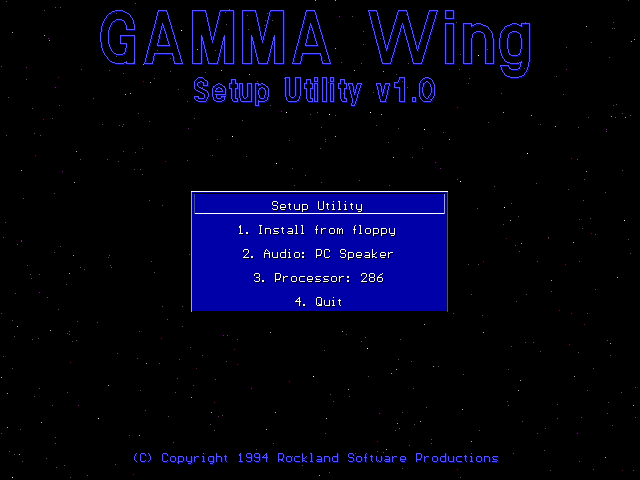 GAMMA Wing
Setup Utility v1.0
Setup Utility
1. Install from floppy
2. Audio: PC Speaker
3. Processor: 286
4. Quit
(C) Copyright 1994 Rockland Software Productions